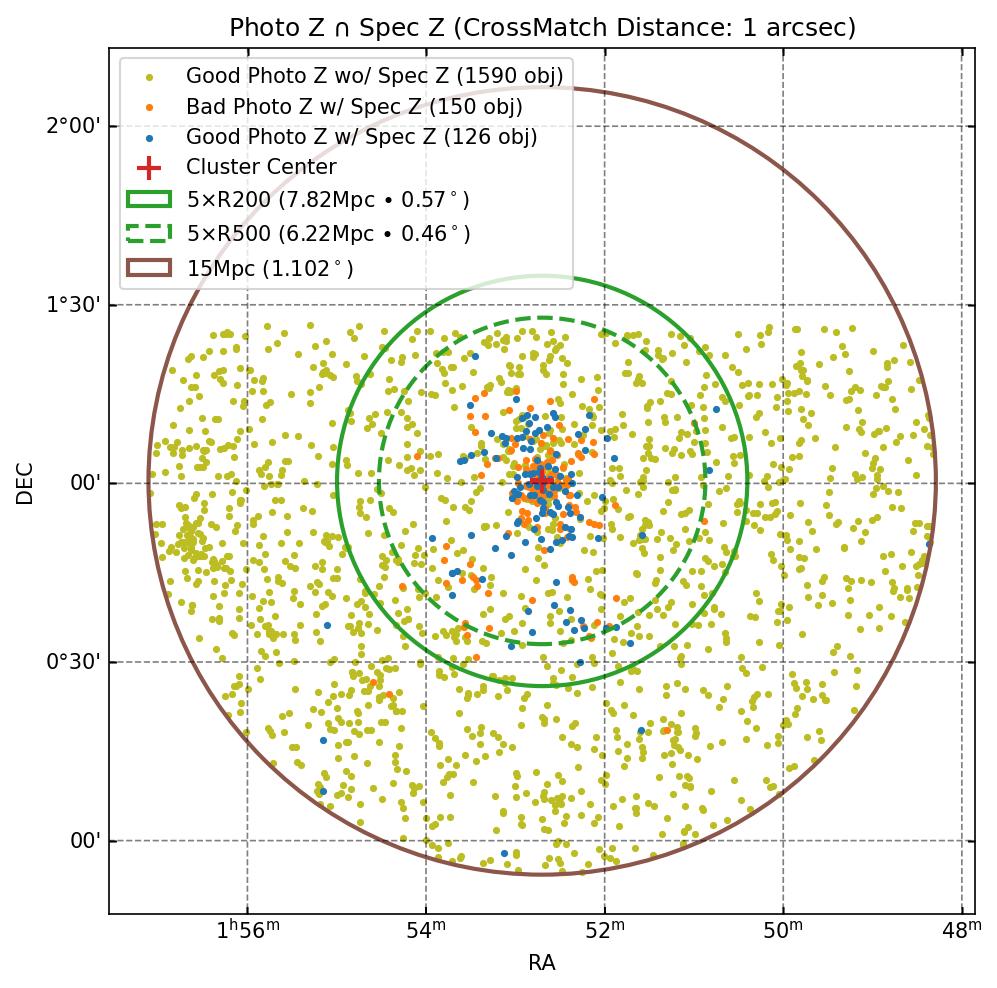 Photo Z ∩ Spec Z (CrossMatch Distance: 1 arcsec)
Good Photo Z wo/ Spec Z (1590 obj)
Bad Photo Z w/ Spec Z (150 obj)
Good Photo Z w/ Spec Z (126 obj)
Cluster Center
5×R200 (7.82Mpc • 0.57°)
5×R500 (6.22Mpc • 0.46°)
15Mpc (1.102°)
2°00'
1°30'
00'
0°30'
00'
DEC
1ʰ56ᵐ 54ᵐ 52ᵐ 50ᵐ 48ᵐ
RA